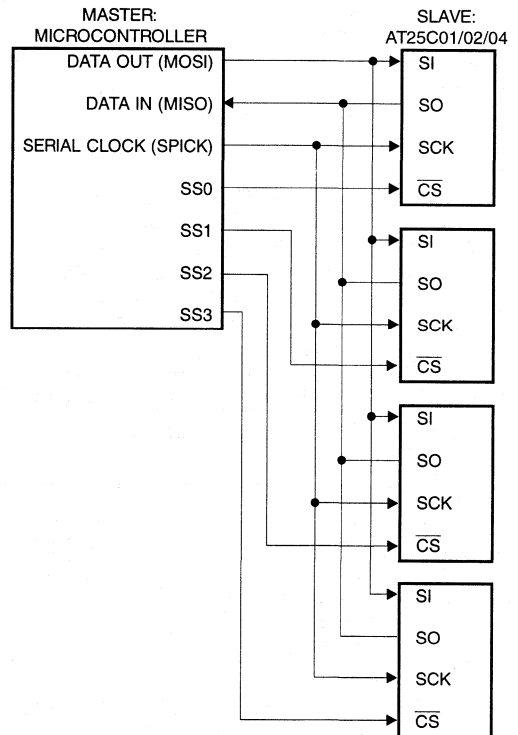 MASTER:
MICROCONTROLLER
SLAVE:
AT25C01/02/04
DATA OUT (MOSI)
DATA IN (MISO)
SERIAL CLOCK (SPICK)
SS0
SS1
SS2
SS3
SI
SO
SCK
CS
SI
SO
SCK
CS
SI
SO
SCK
CS
SI
SO
SCK
CS